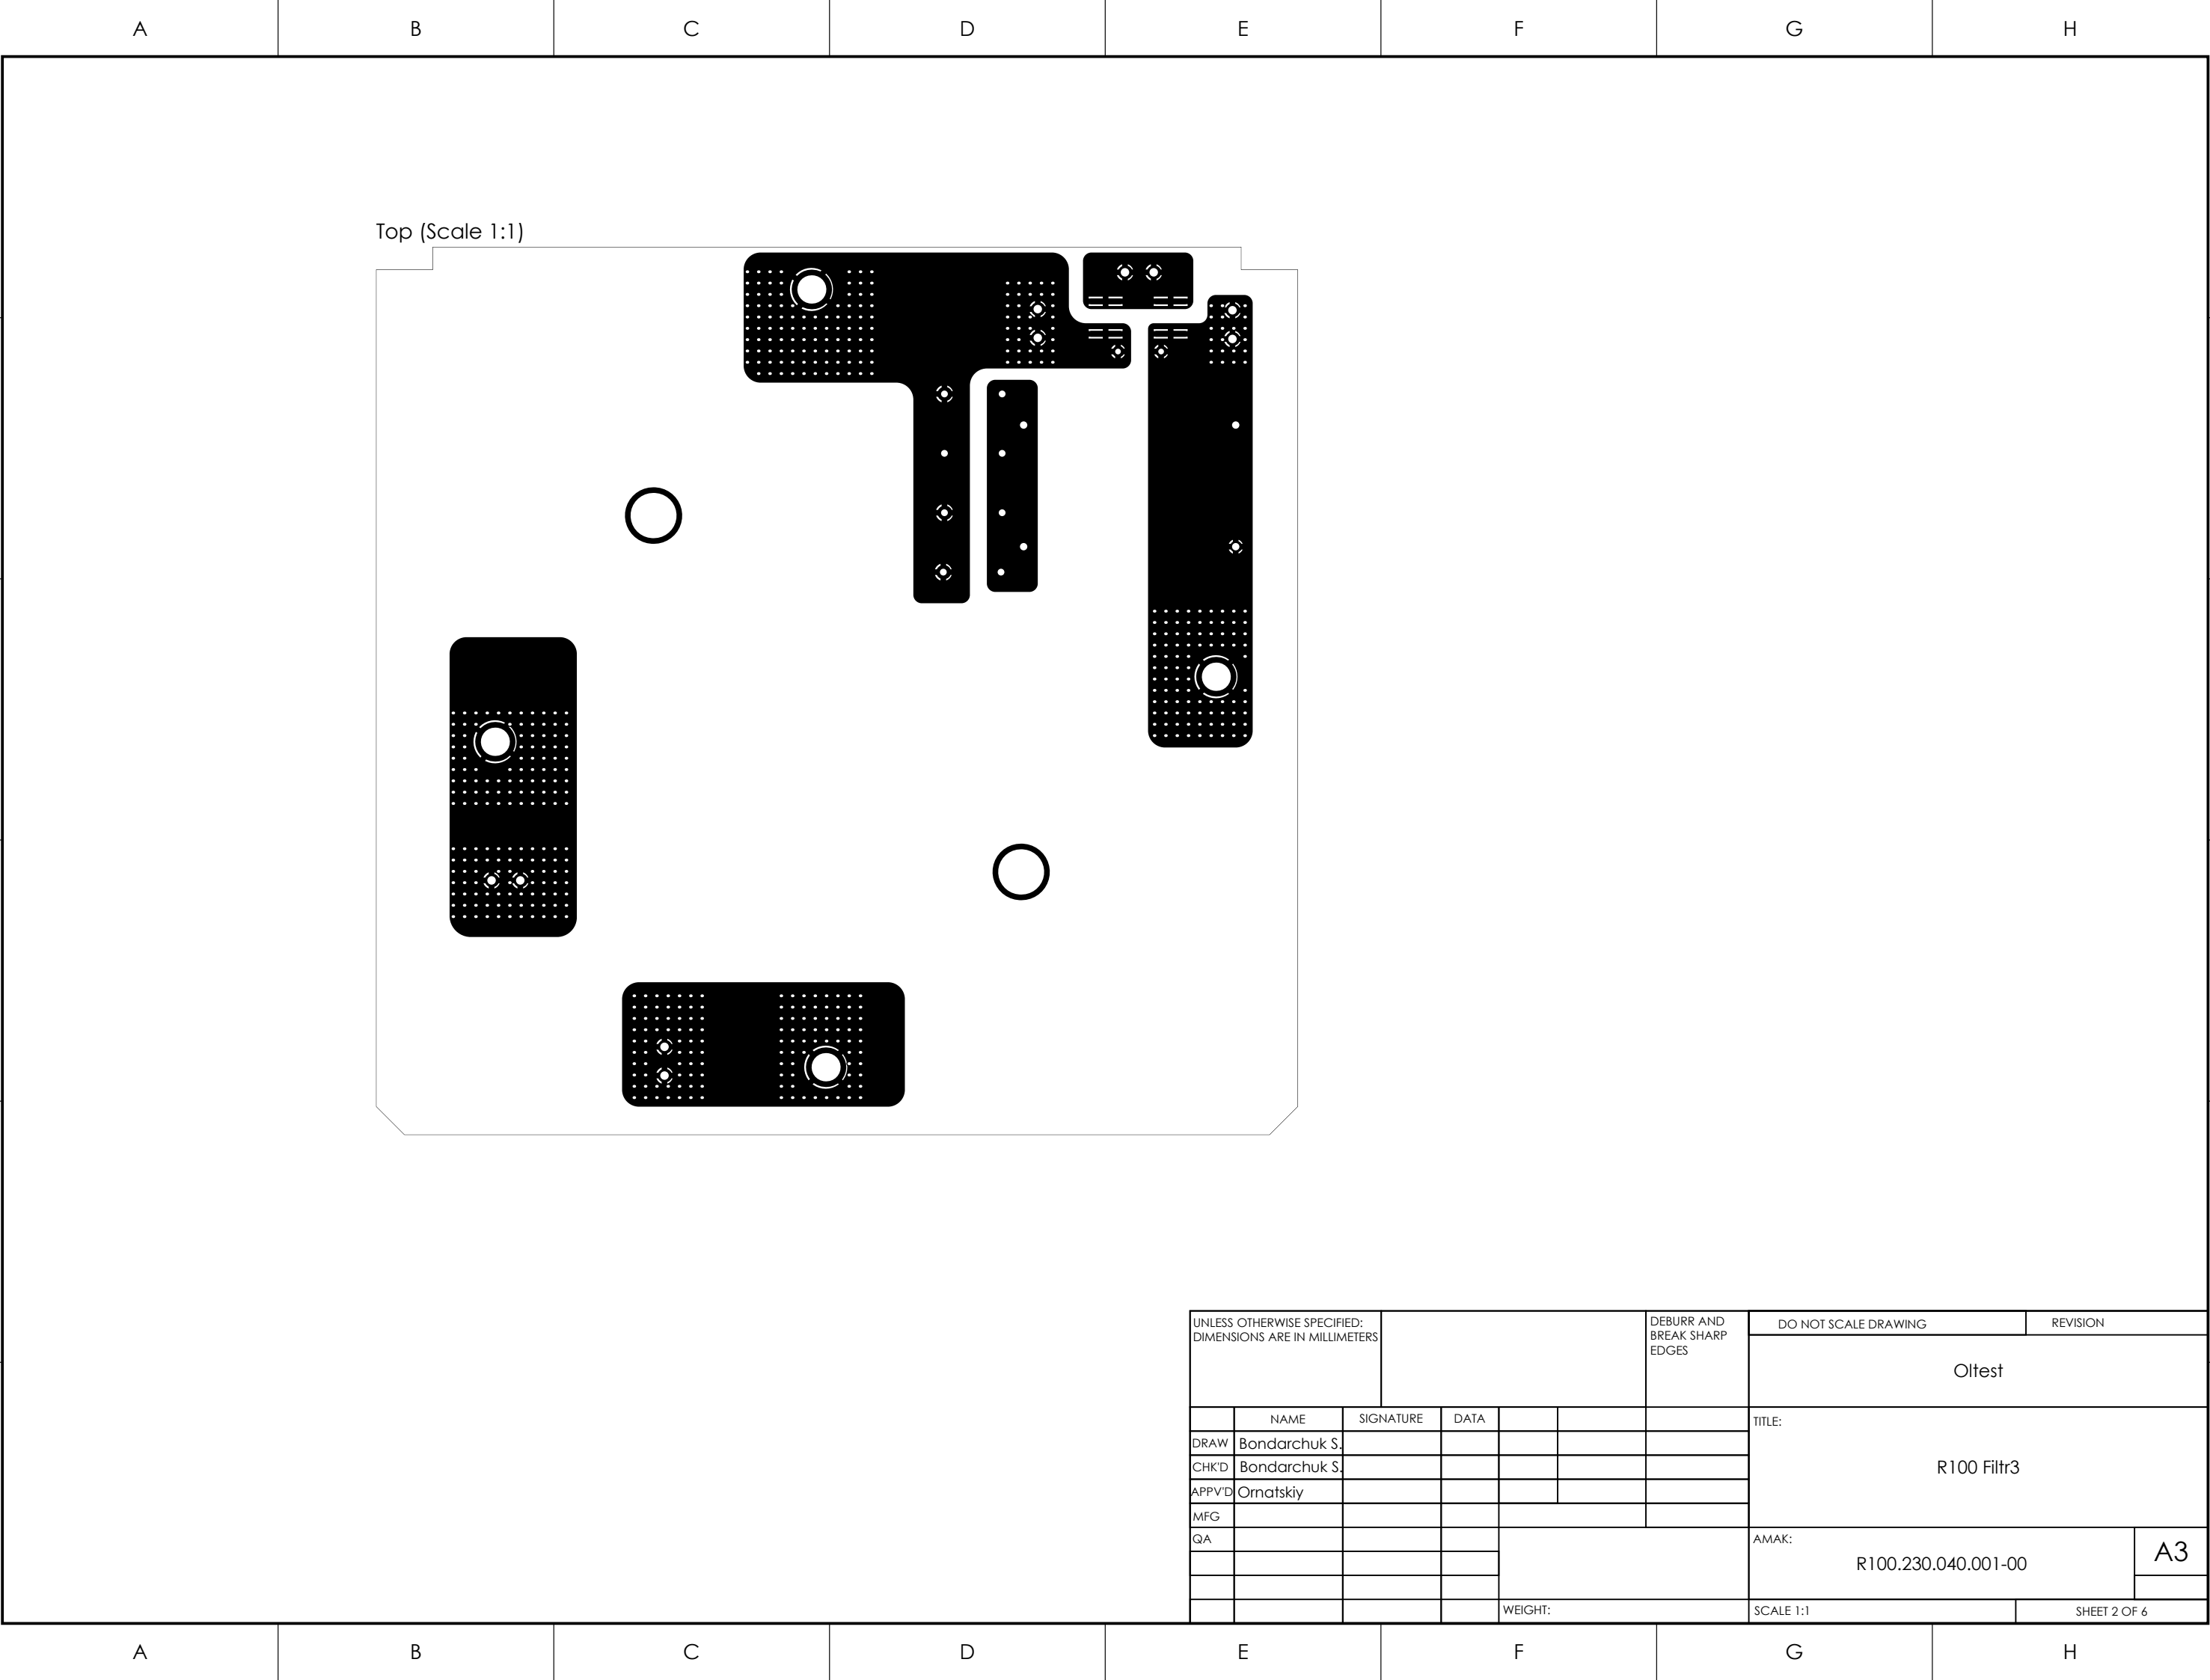 A B C D E F G H
Top (Scale 1:1)
UNLESS OTHERWISE SPECIFIED:
DIMENSIONS ARE IN MILLIMETERS
DEBURR AND
BREAK SHARP
EDGES
DO NOT SCALE DRAWING
REVISION
Oltest
NAME SIGNATURE DATA
TITLE:
DRAW Bondarchuk S.
CHK'D Bondarchuk S.
R100 Filtr3
APPV'D Ornatskiy
MFG
QA
AMAK:
R100.230.040.001-00
A3
WEIGHT:
SCALE 1:1
SHEET 2 OF 6
A B C D E F G H